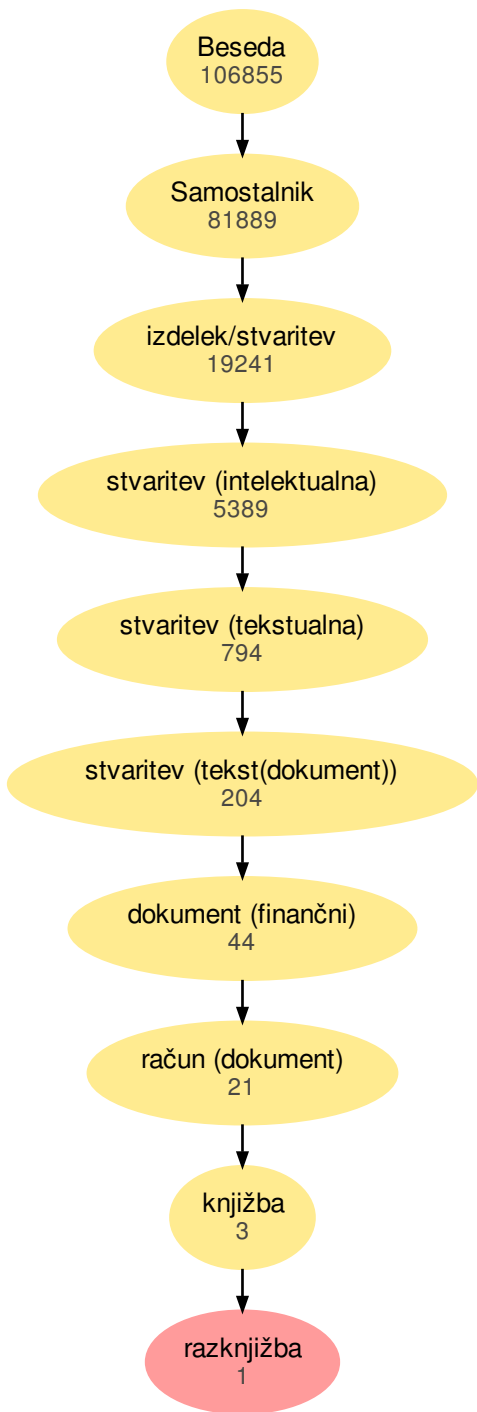 Beseda
106855
Samostalnik
81889
izdelek/stvaritev
19241
stvaritev (intelektualna)
5389
stvaritev (tekstualna)
794
stvaritev (tekst(dokument))
204
dokument (finančni)
44
račun (dokument)
21
knjižba
3
razknjižba
1